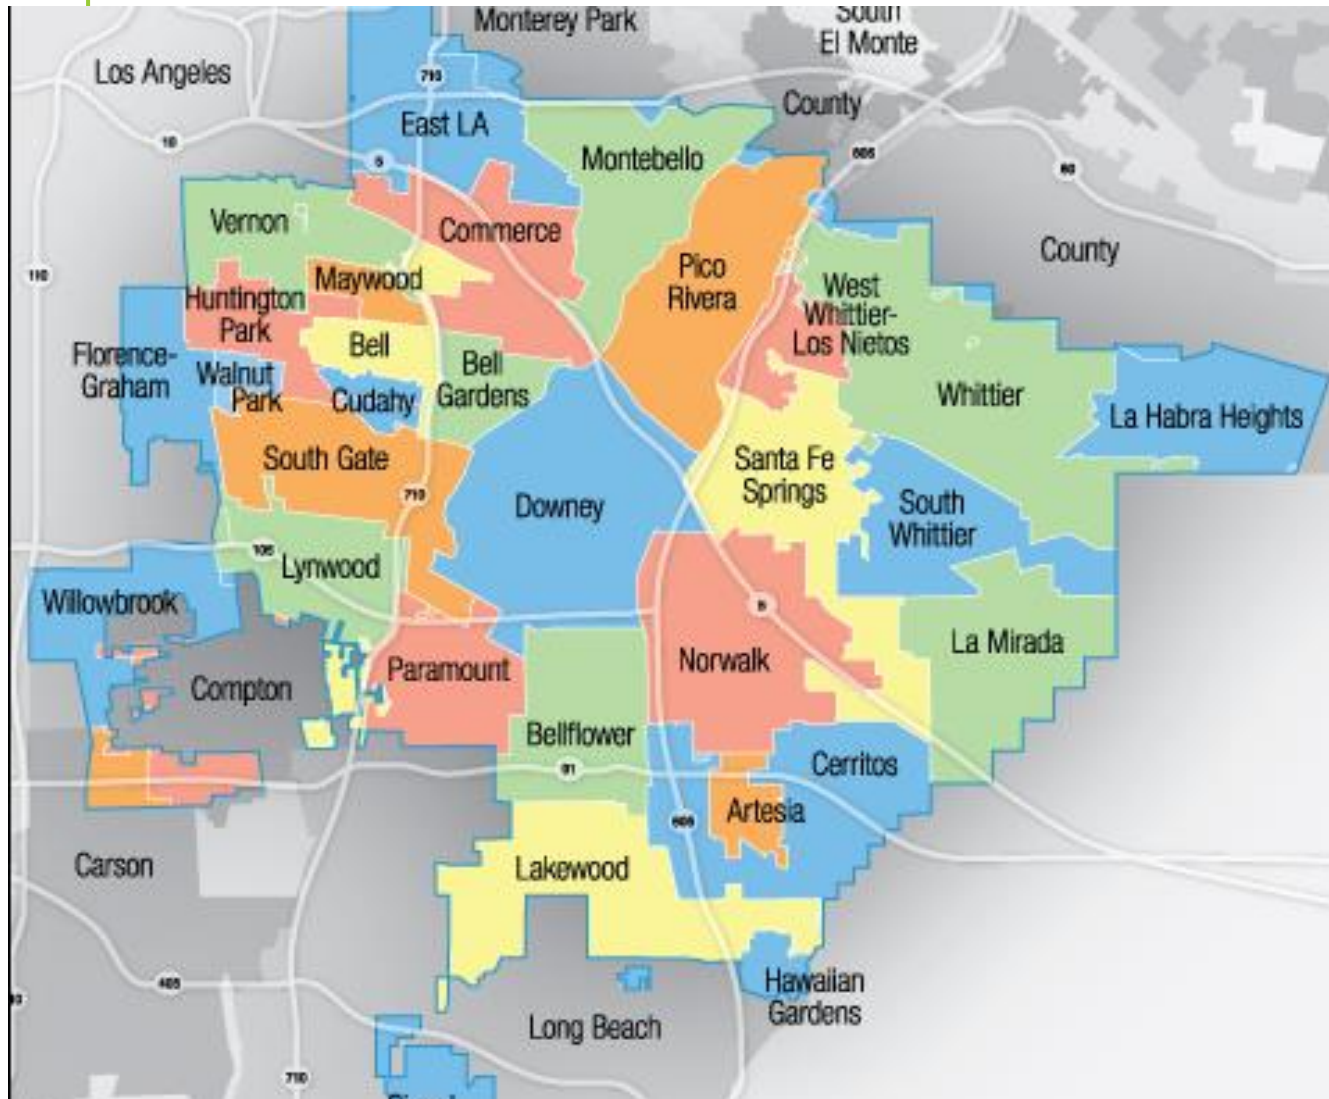 Monterey Park
South
El Monte
Los Angeles
710
County
East LA
10
5
605
Montebello
60
Vernon
Commerce
County
110
Maywood
Pico
Rivera
West
Whittier-
Los Nietos
Huntington
Park
Florence-
Graham
Bell
Bell
Gardens
Walnut
Park
Cudahy
Whittier
La Habra Heights
South Gate
Santa Fe
Springs
710
Downey
South
Whittier
105
Lynwood
Willowbrook
5
La Mirada
Norwalk
Paramount
Compton
Bellflower
91
Cerritos
Artesia
605
Carson
Lakewood
405
Hawaiian
Gardens
Long Beach
710